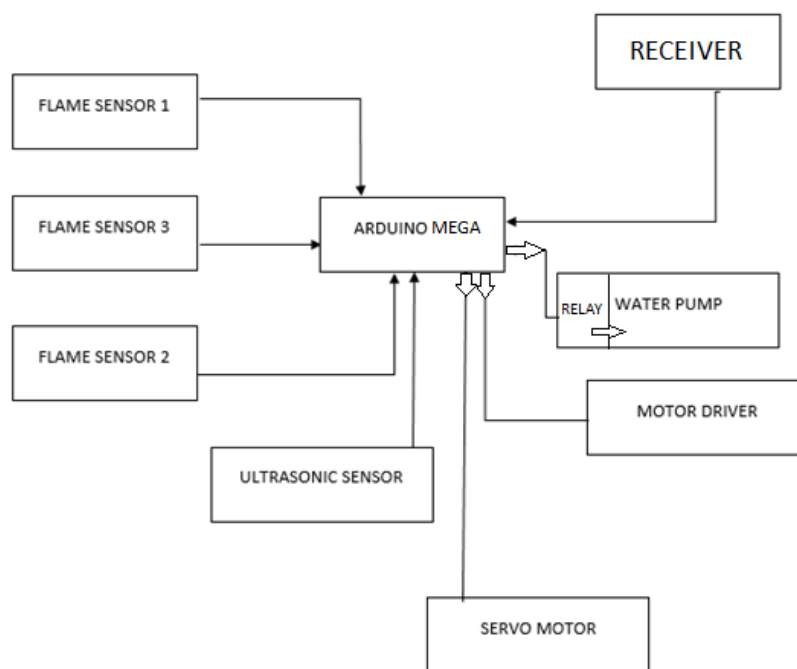 RECEIVER
FLAME SENSOR 1
FLAME SENSOR 3
ARDUINO MEGA
RELAY
WATER PUMP
FLAME SENSOR 2
MOTOR DRIVER
ULTRASONIC SENSOR
SERVO MOTOR